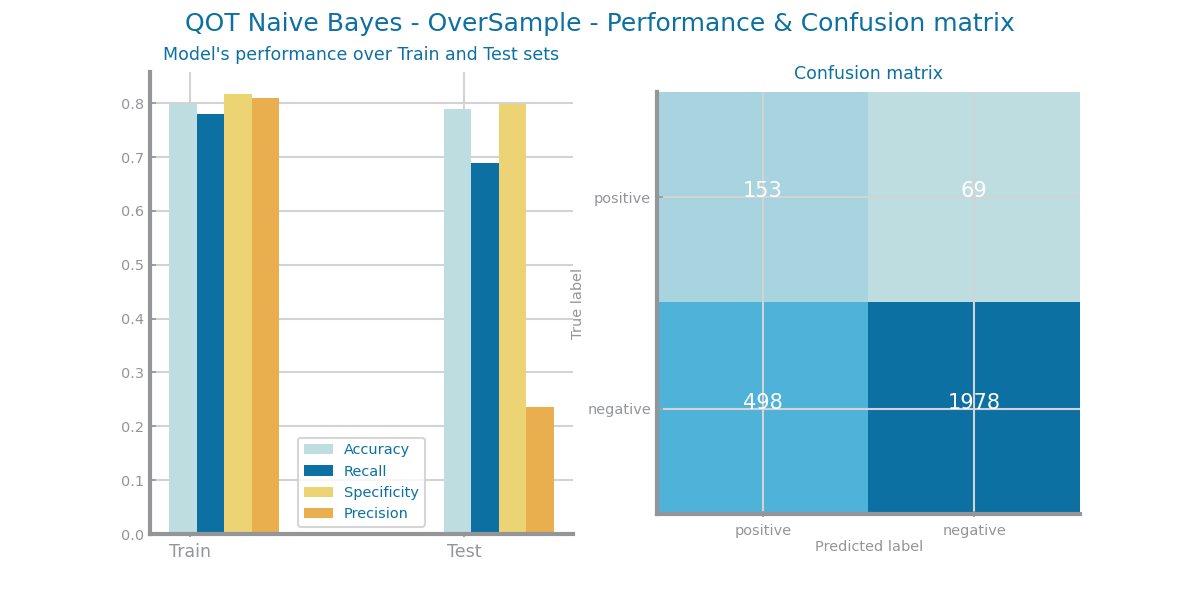 QOT Naive Bayes - OverSample - Performance & Confusion matrix
Model's performance over Train and Test sets
0.8
0.7
0.6
0.5
0.4
0.3
0.2
0.1
0.0
Train
Test
Accuracy
Recall
Specificity
Precision
Confusion matrix
True label
positive
negative
153
69
498
1978
positive
negative
Predicted label